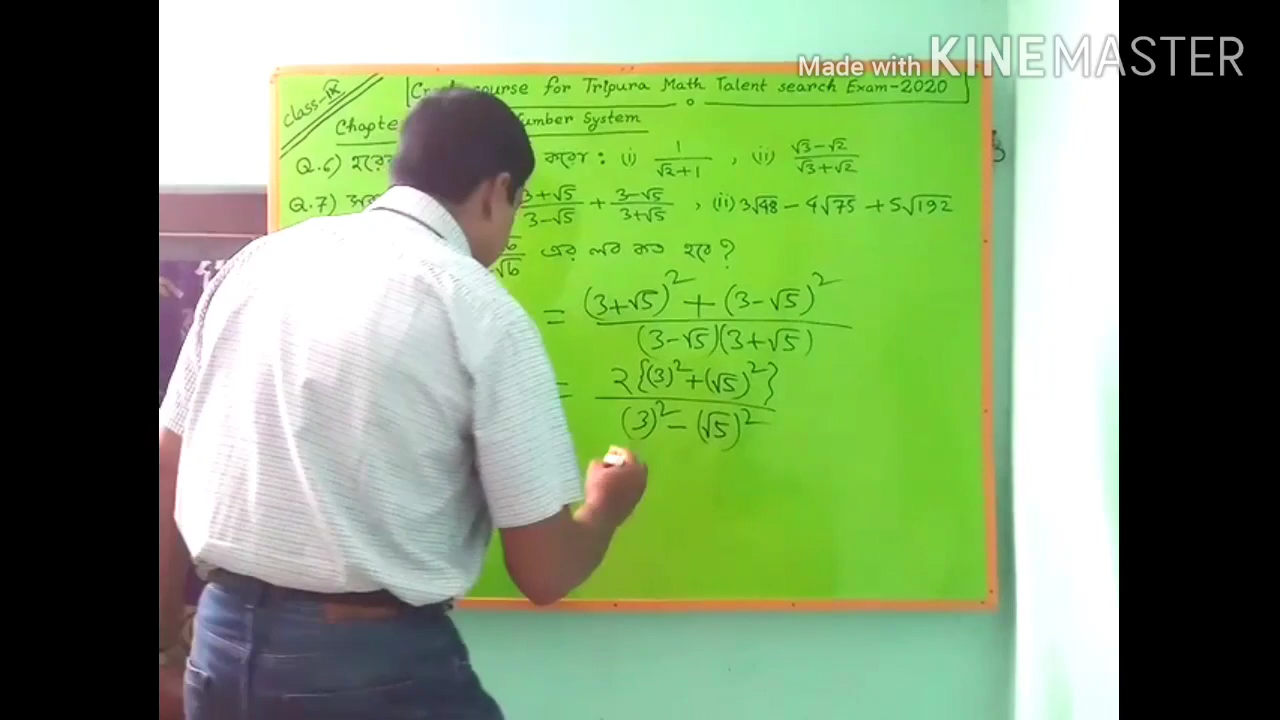 Made with KINEMASTER
Class-IX
course for Tripura Math Talent search Exam-2020
Number System
Q.6) করো : (i) 1/(√2+1) , (ii) (√3-√2)/(√3+√2)
Q.7) (3+√5)/(3-√5) + (3-√5)/(3+√5) , (ii) 3√48 - 4√75 + 5√192
√6 এর লব কত হবে ?
= ((3+√5)² + (3-√5)²)/((3-√5)(3+√5))
= (2{(3)²+(√5)²})/((3)²-(√5)²)